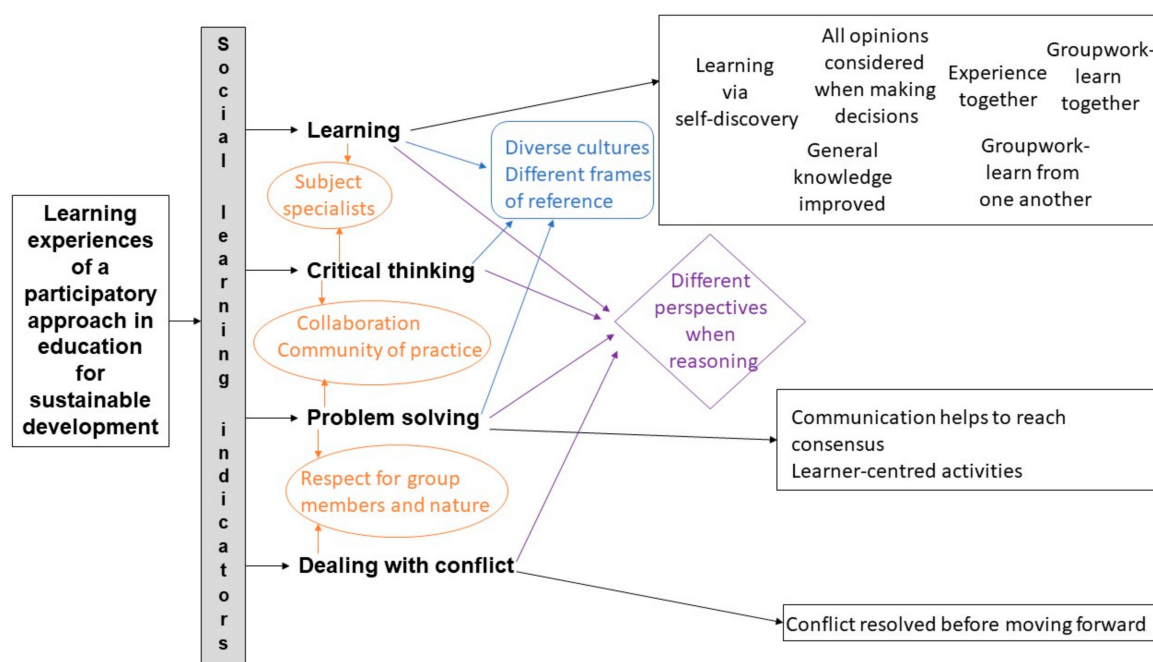 Learning
experiences
of a
participatory
approach in
education
for
sustainable
development
Social learning indicators
Learning
Subject
specialists
Critical thinking
Collaboration
Community of practice
Problem solving
Respect for group
members and nature
Dealing with conflict
Diverse cultures
Different frames
of reference
Different
perspectives
when
reasoning
Learning
via
self-discovery
All opinions
considered
when making
decisions
Experience
together
Groupwork-
learn
together
General
knowledge
improved
Groupwork-
learn from
one another
Communication helps to reach
consensus
Learner-centred activities
Conflict resolved before moving forward